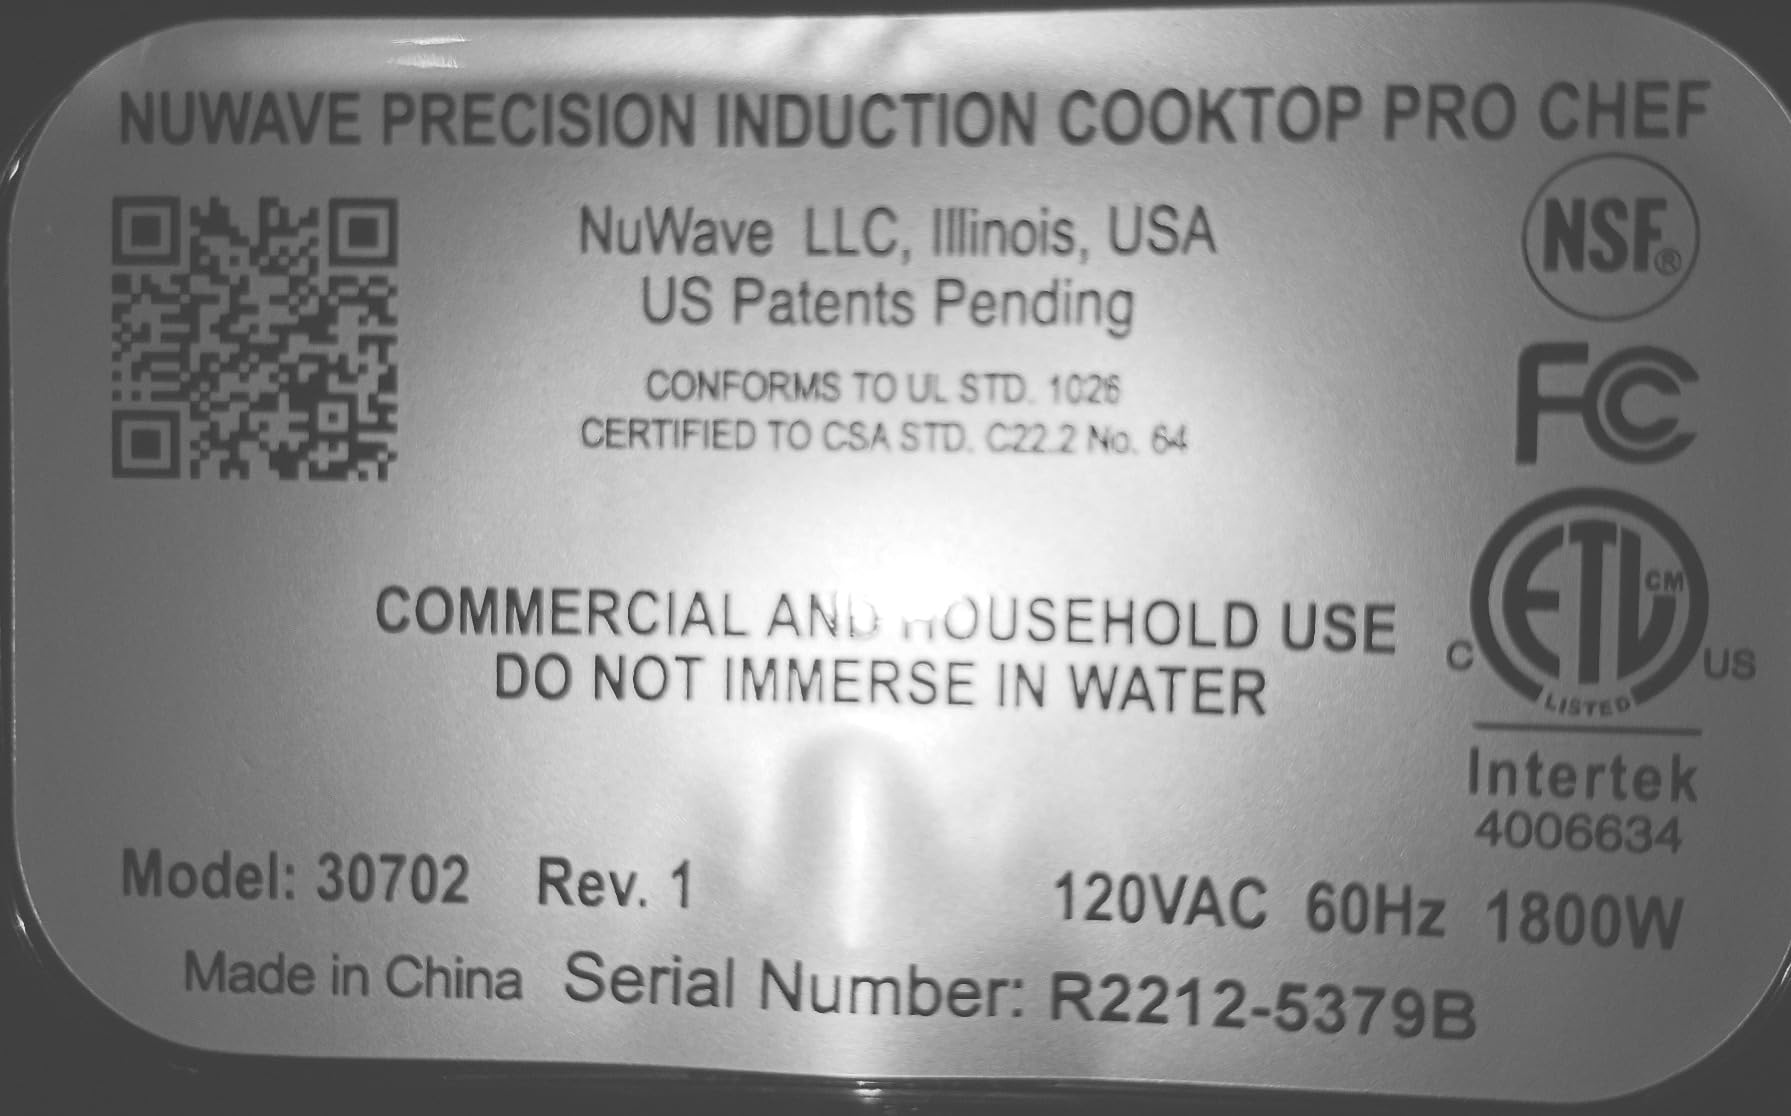 NUWAVE PRECISION INDUCTION COOKTOP PRO CHEF
NuWave LLC, Illinois, USA
US Patents Pending
CONFORMS TO UL STD. 1026
CERTIFIED TO CSA STD. C22.2 No. 64
NSF®
FC
COMMERCIAL AND HOUSEHOLD USE
DO NOT IMMERSE IN WATER
C ETL CM US
LISTED
Intertek
4006634
Model: 30702 Rev. 1 120VAC 60Hz 1800W
Made in China Serial Number: R2212-5379B